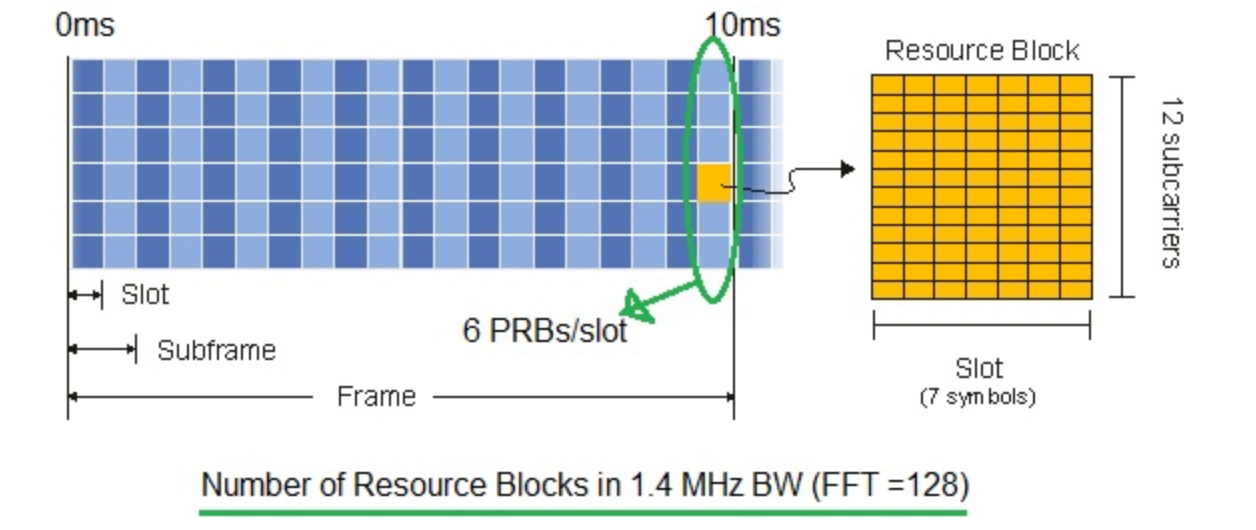 0ms
10ms
Resource Block
12 subcarriers
Slot
6 PRBs/slot
Subframe
Slot
(7 symbols)
Frame
Number of Resource Blocks in 1.4 MHz BW (FFT =128)